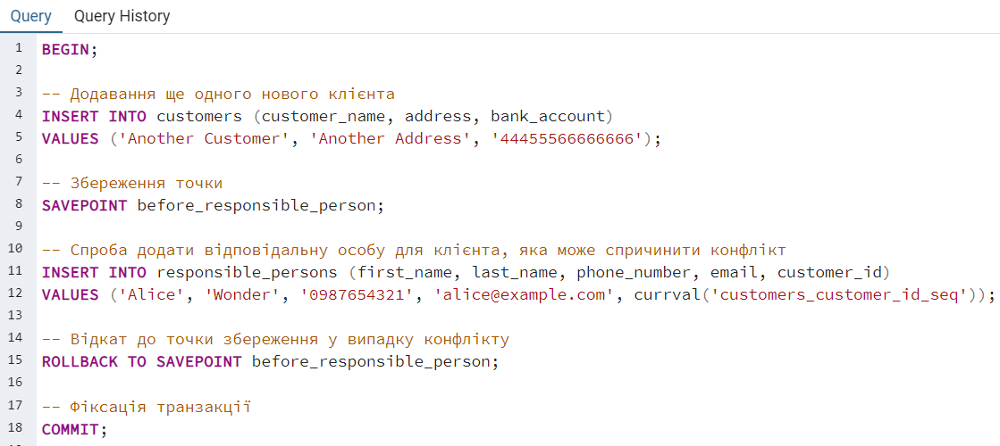 Query Query History
1 BEGIN;
2
3 -- Додавання ще одного нового клієнта
4 INSERT INTO customers (customer_name, address, bank_account)
5 VALUES ('Another Customer', 'Another Address', '44455566666666');
6
7 -- Збереження точки
8 SAVEPOINT before_responsible_person;
9
10 -- Спроба додати відповідальну особу для клієнта, яка може спричинити конфлікт
11 INSERT INTO responsible_persons (first_name, last_name, phone_number, email, customer_id)
12 VALUES ('Alice', 'Wonder', '0987654321', 'alice@example.com', currval('customers_customer_id_seq'));
13
14 -- Відкат до точки збереження у випадку конфлікту
15 ROLLBACK TO SAVEPOINT before_responsible_person;
16
17 -- Фіксація транзакції
18 COMMIT;